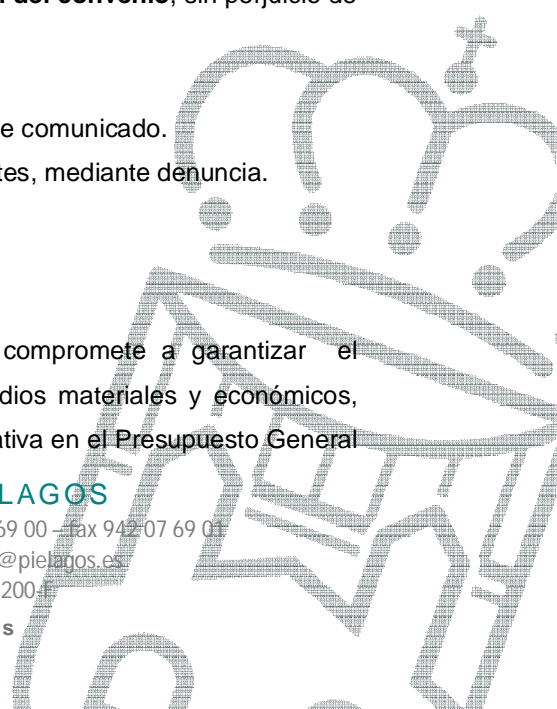 del convenio, sin perjuicio de
e comunicado.
tes, mediante denuncia.
compromete a garantizar el
dios materiales y económicos,
ativa en el Presupuesto General
LAGOS
69 00 – fax 942 07 69 01
@pielagos.es
200-F
s